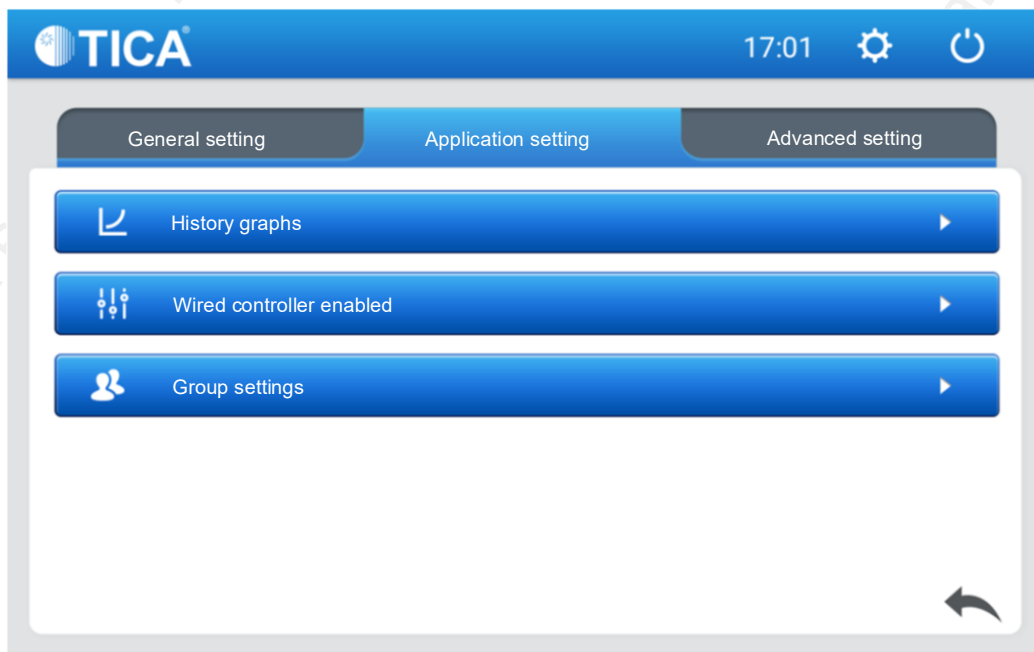 TICA®
17:01
General setting
Application setting
Advanced setting
History graphs
Wired controller enabled
Group settings